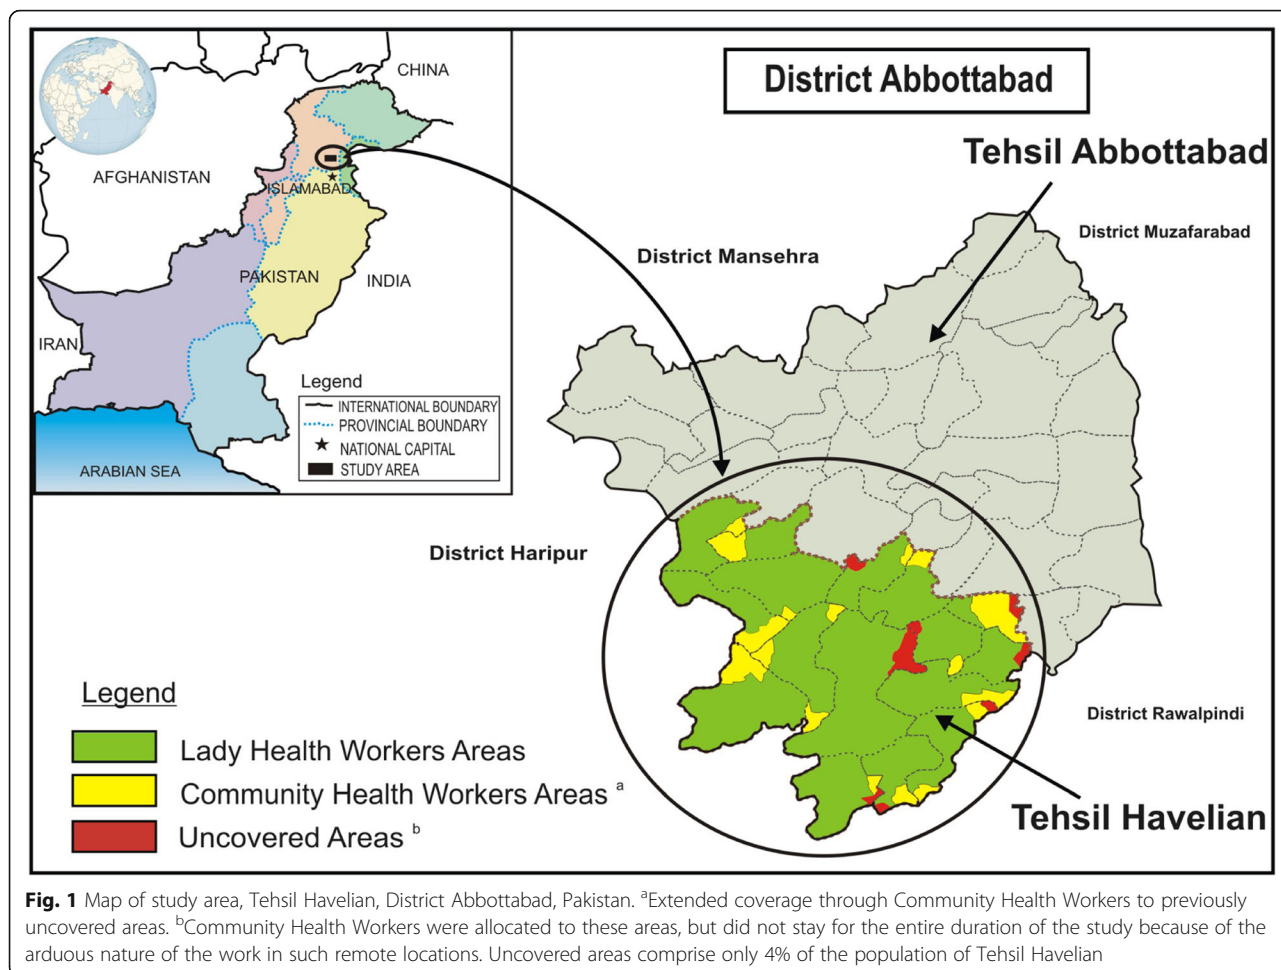 District Abbottabad
CHINA
AFGHANISTAN
ISLAMABAD
PAKISTAN
INDIA
IRAN
ARABIAN SEA
Legend
INTERNATIONAL BOUNDARY
PROVINCIAL BOUNDARY
NATIONAL CAPITAL
STUDY AREA
Tehsil Abbottabad
District Muzafarabad
District Mansehra
District Haripur
District Rawalpindi
Tehsil Havelian
Legend
Lady Health Workers Areas
Community Health Workers Areas a
Uncovered Areas b
Fig. 1 Map of study area, Tehsil Havelian, District Abbottabad, Pakistan. aExtended coverage through Community Health Workers to previously
uncovered areas. bCommunity Health Workers were allocated to these areas, but did not stay for the entire duration of the study because of the
arduous nature of the work in such remote locations. Uncovered areas comprise only 4% of the population of Tehsil Havelian